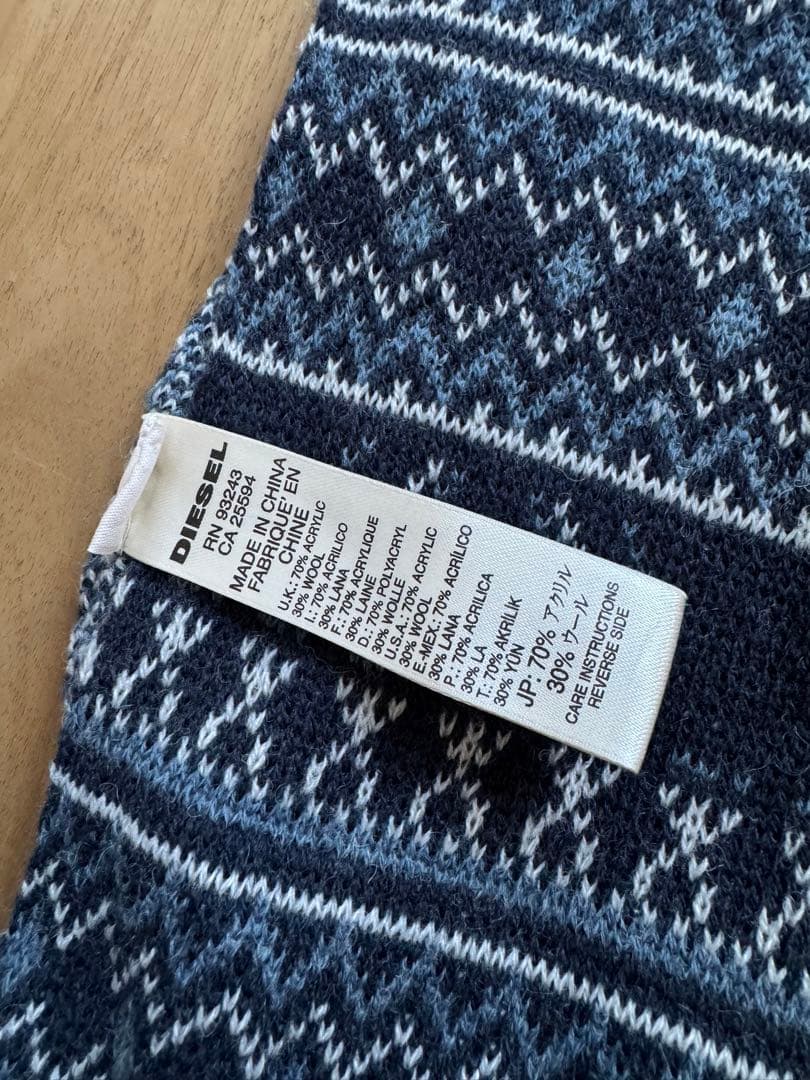 DIESEL
RN 93243
CA 25594
MADE IN CHINA
FABRIQUE' EN
CHINE
U.K.: 70% ACRYLIC
30% WOOL
I.: 70% ACRILICO
30% LANA
F.: 70% ACRYLIQUE
30% LAINE
D.: 70% POLYACRYL
30% WOLLE
U.S.A.: 70% ACRYLIC
30% WOOL
E-MEX.: 70% ACRÍLICO
30% LANA
P.: 70% ACRILICA
30% LA
T.: 70% AKRILIK
30% YÜN
JP: 70% アクリル
30% ウール
CARE INSTRUCTIONS
REVERSE SIDE